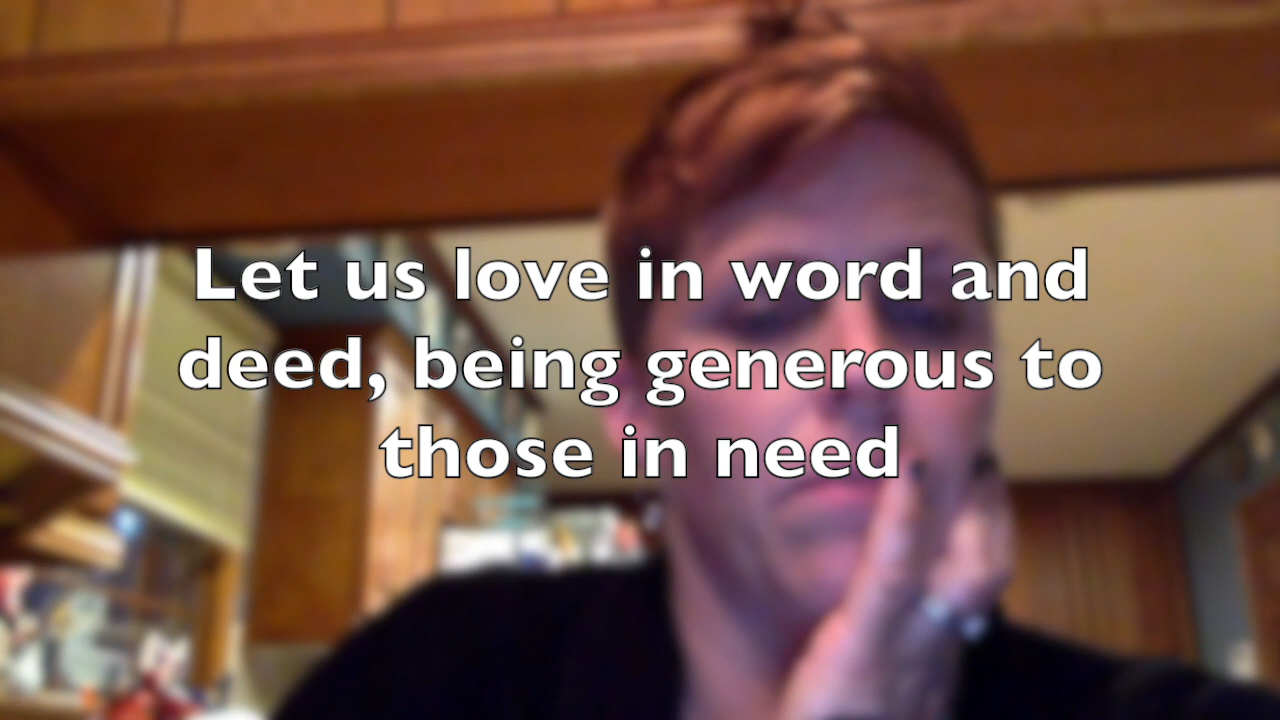 Let us love in word and
deed, being generous to
those in need